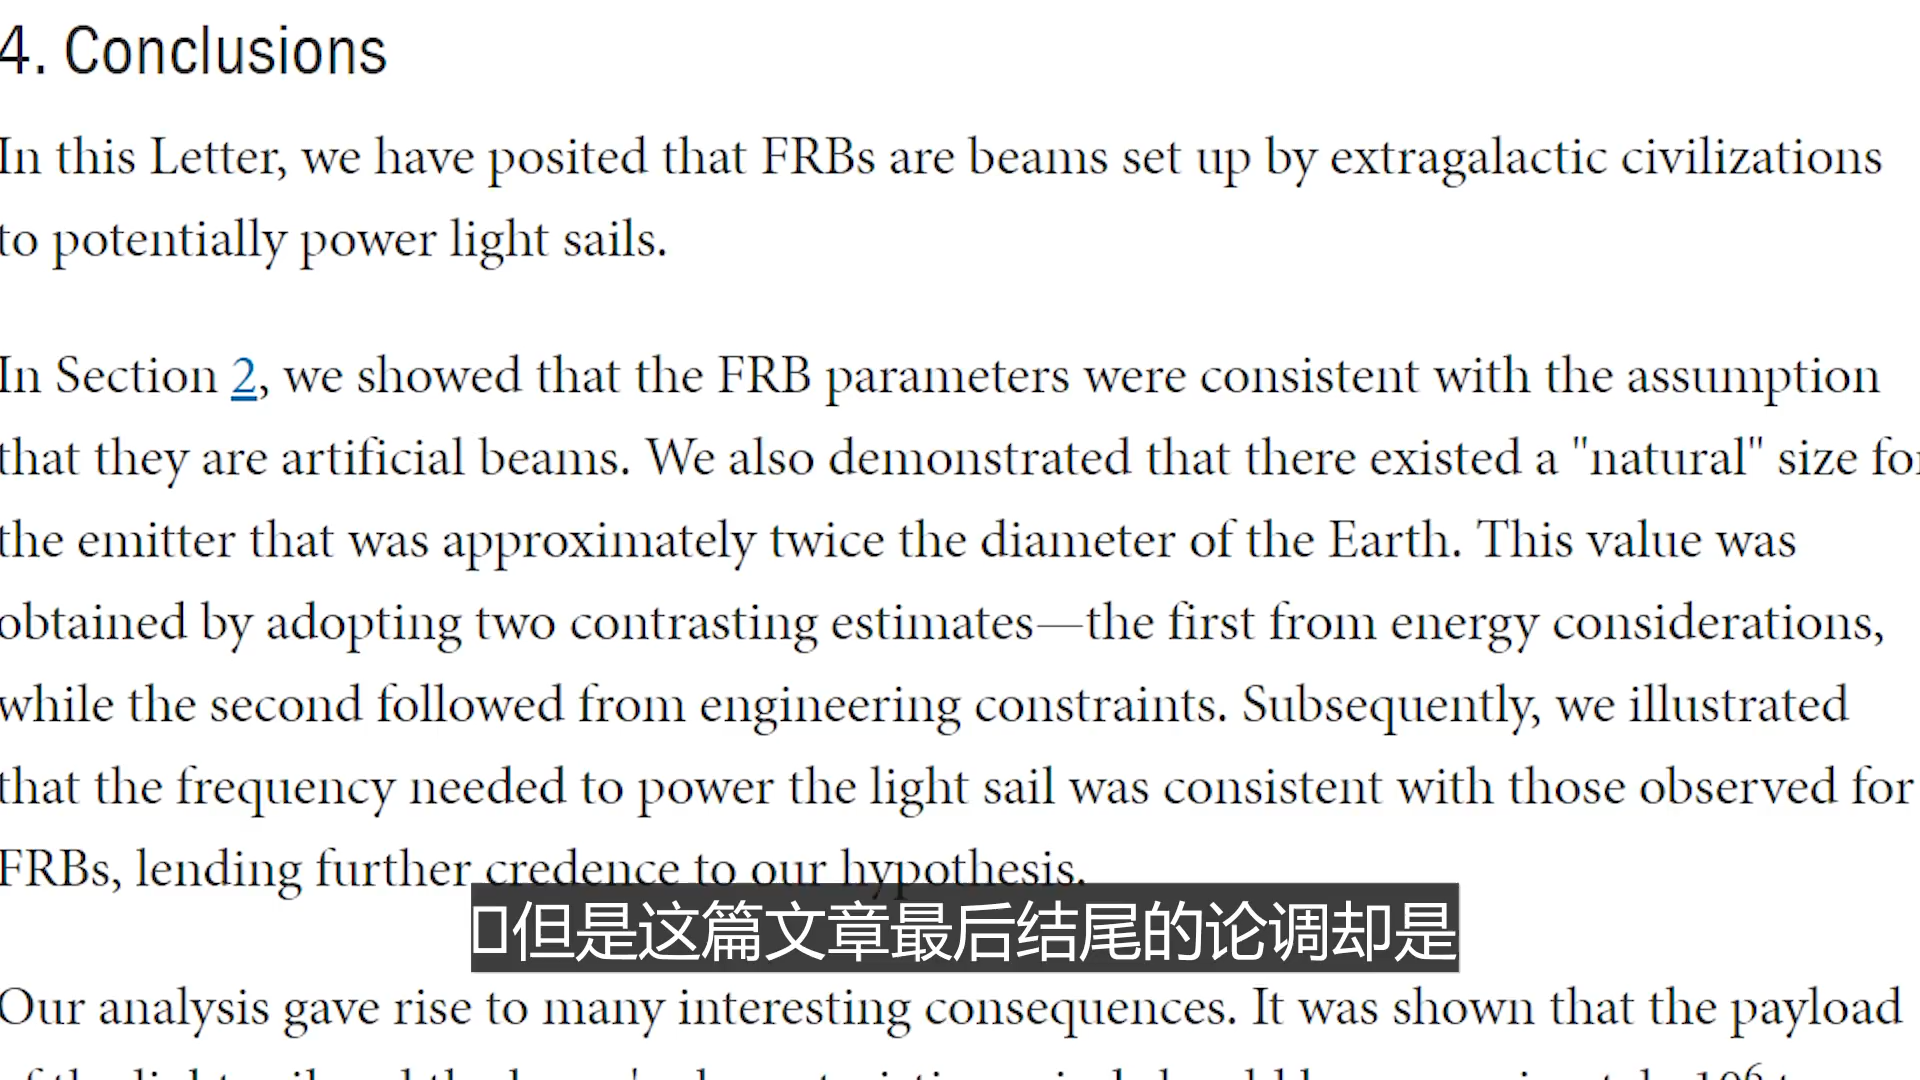 4. Conclusions
In this Letter, we have posited that FRBs are beams set up by extragalactic civilizations
to potentially power light sails.
In Section 2, we showed that the FRB parameters were consistent with the assumption
that they are artificial beams. We also demonstrated that there existed a "natural" size for
the emitter that was approximately twice the diameter of the Earth. This value was
obtained by adopting two contrasting estimates—the first from energy considerations,
while the second followed from engineering constraints. Subsequently, we illustrated
that the frequency needed to power the light sail was consistent with those observed for
FRBs, lending further credence to our hypothesis.
但是这篇文章最后结尾的论调却是
Our analysis gave rise to many interesting consequences. It was shown that the payload